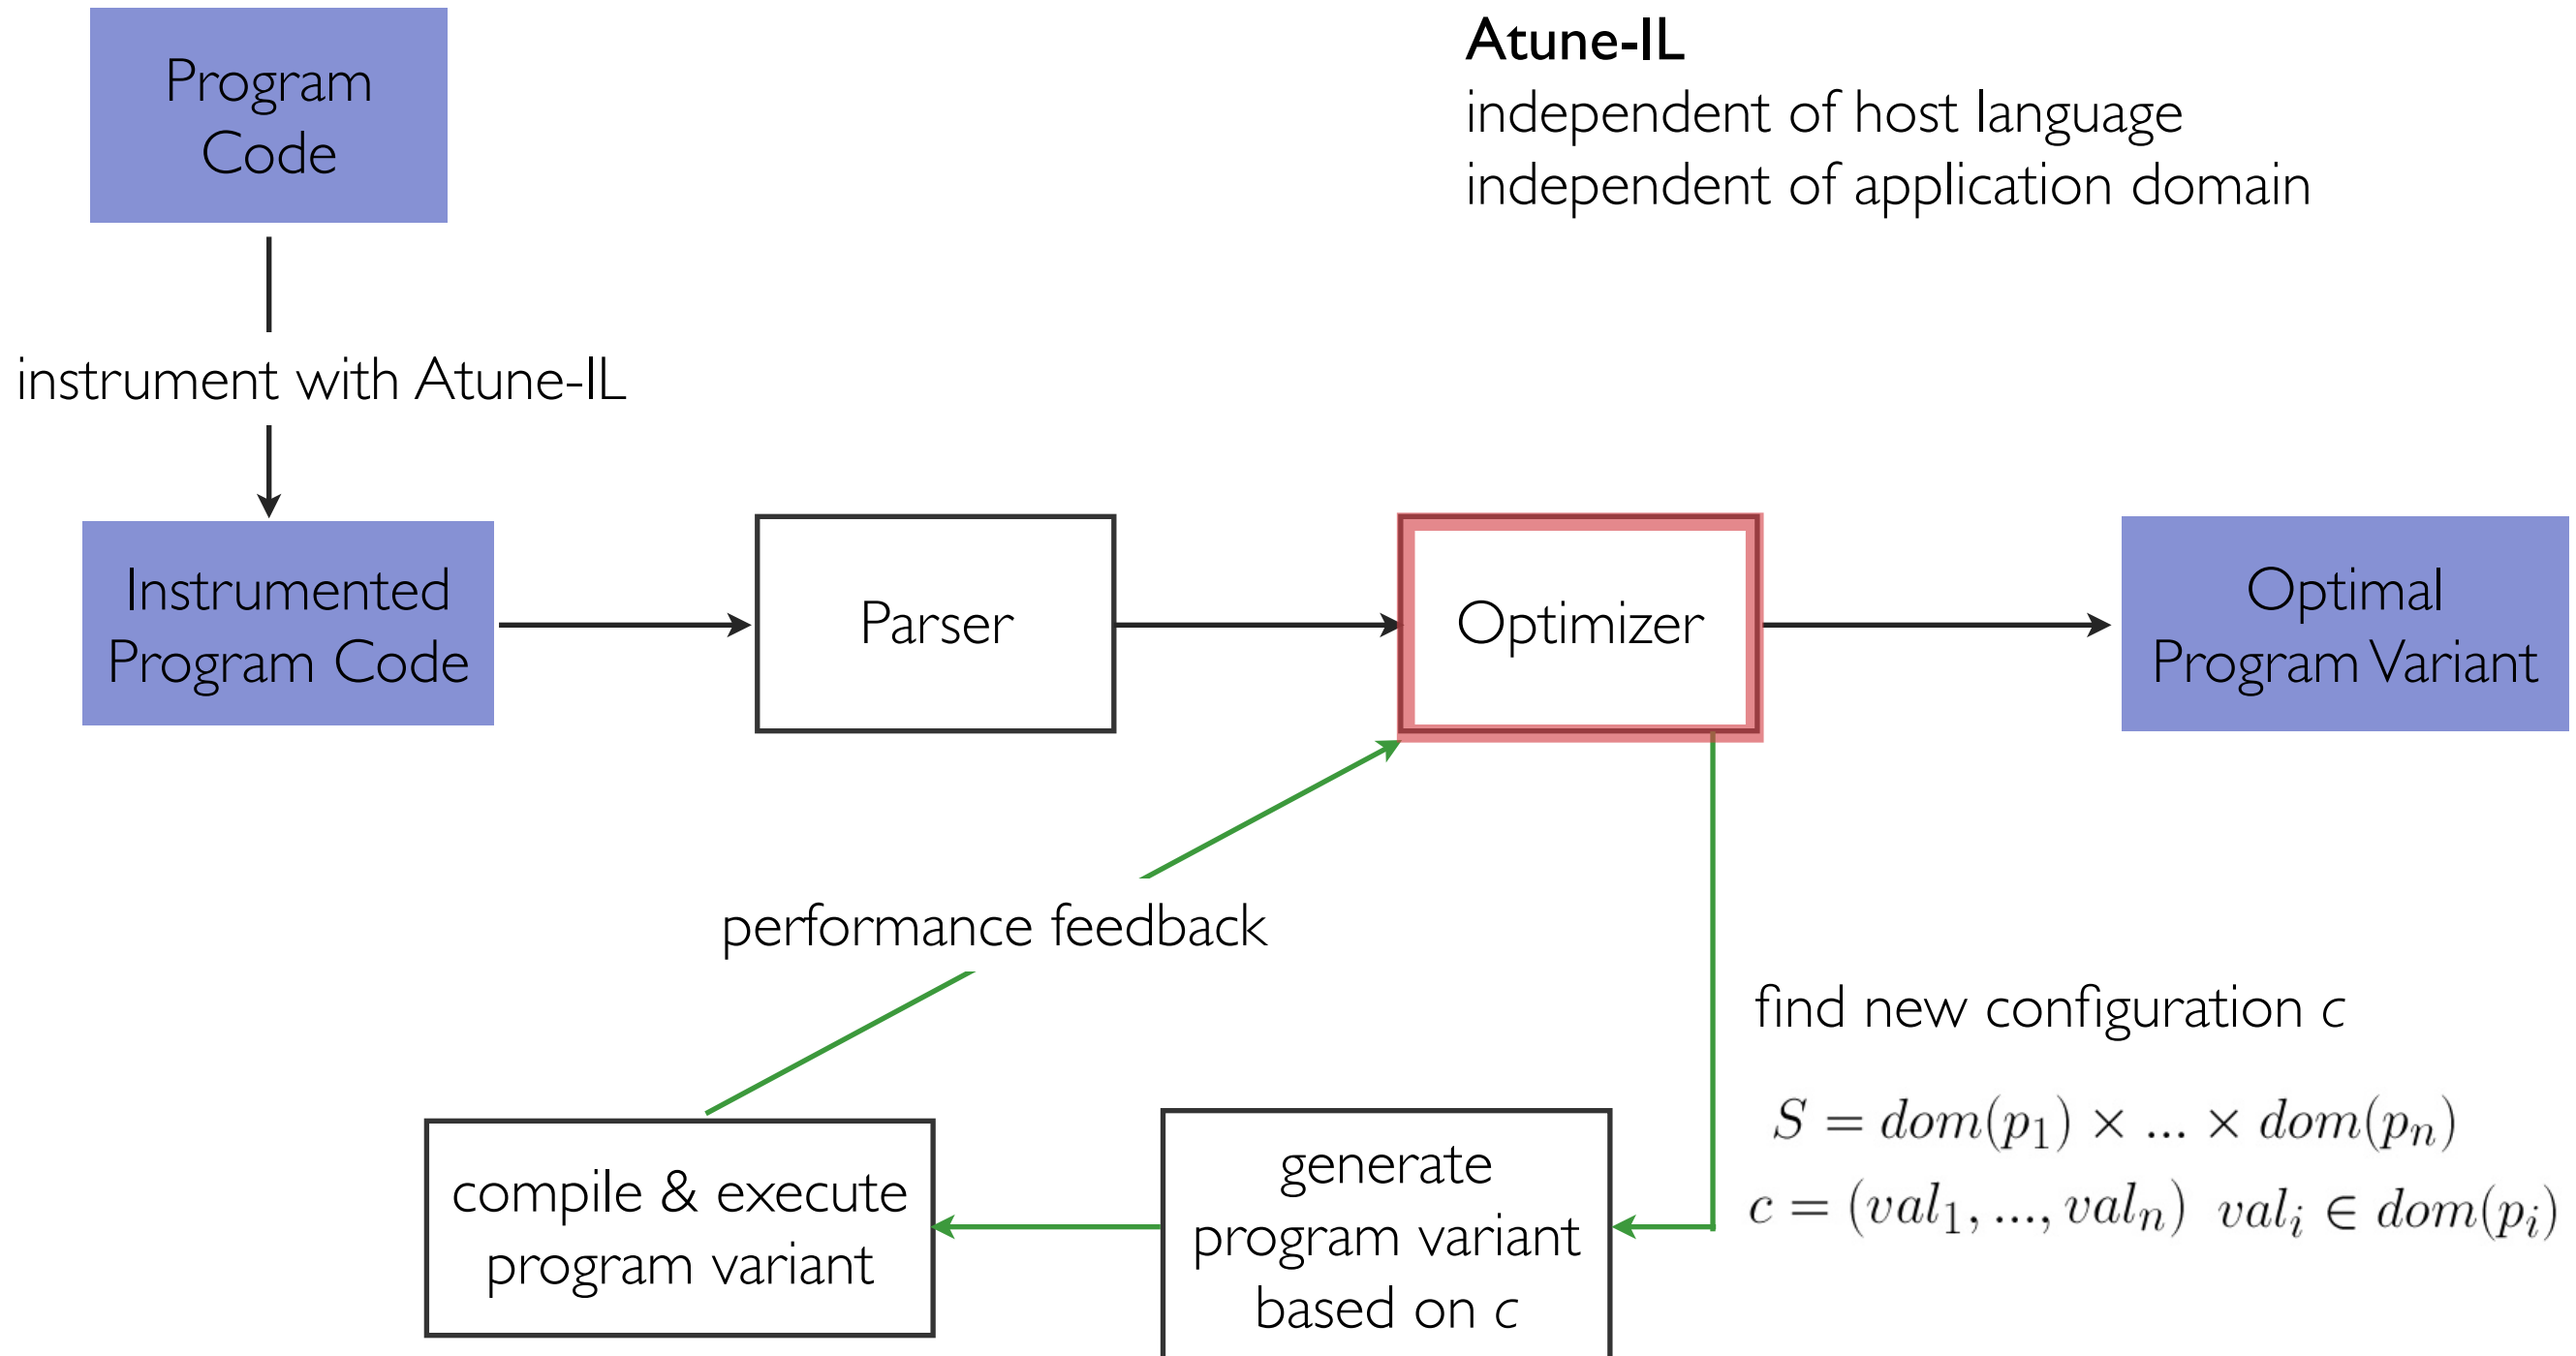 Program
Code
Atune-IL
independent of host language
independent of application domain
instrument with Atune-IL
Instrumented
Program Code
Parser
Optimizer
Optimal
Program Variant
performance feedback
find new configuration c
S = dom(p₁) × ... × dom(pₙ)
c = (val₁, ..., valₙ) valᵢ ∈ dom(pᵢ)
compile & execute
program variant
generate
program variant
based on c